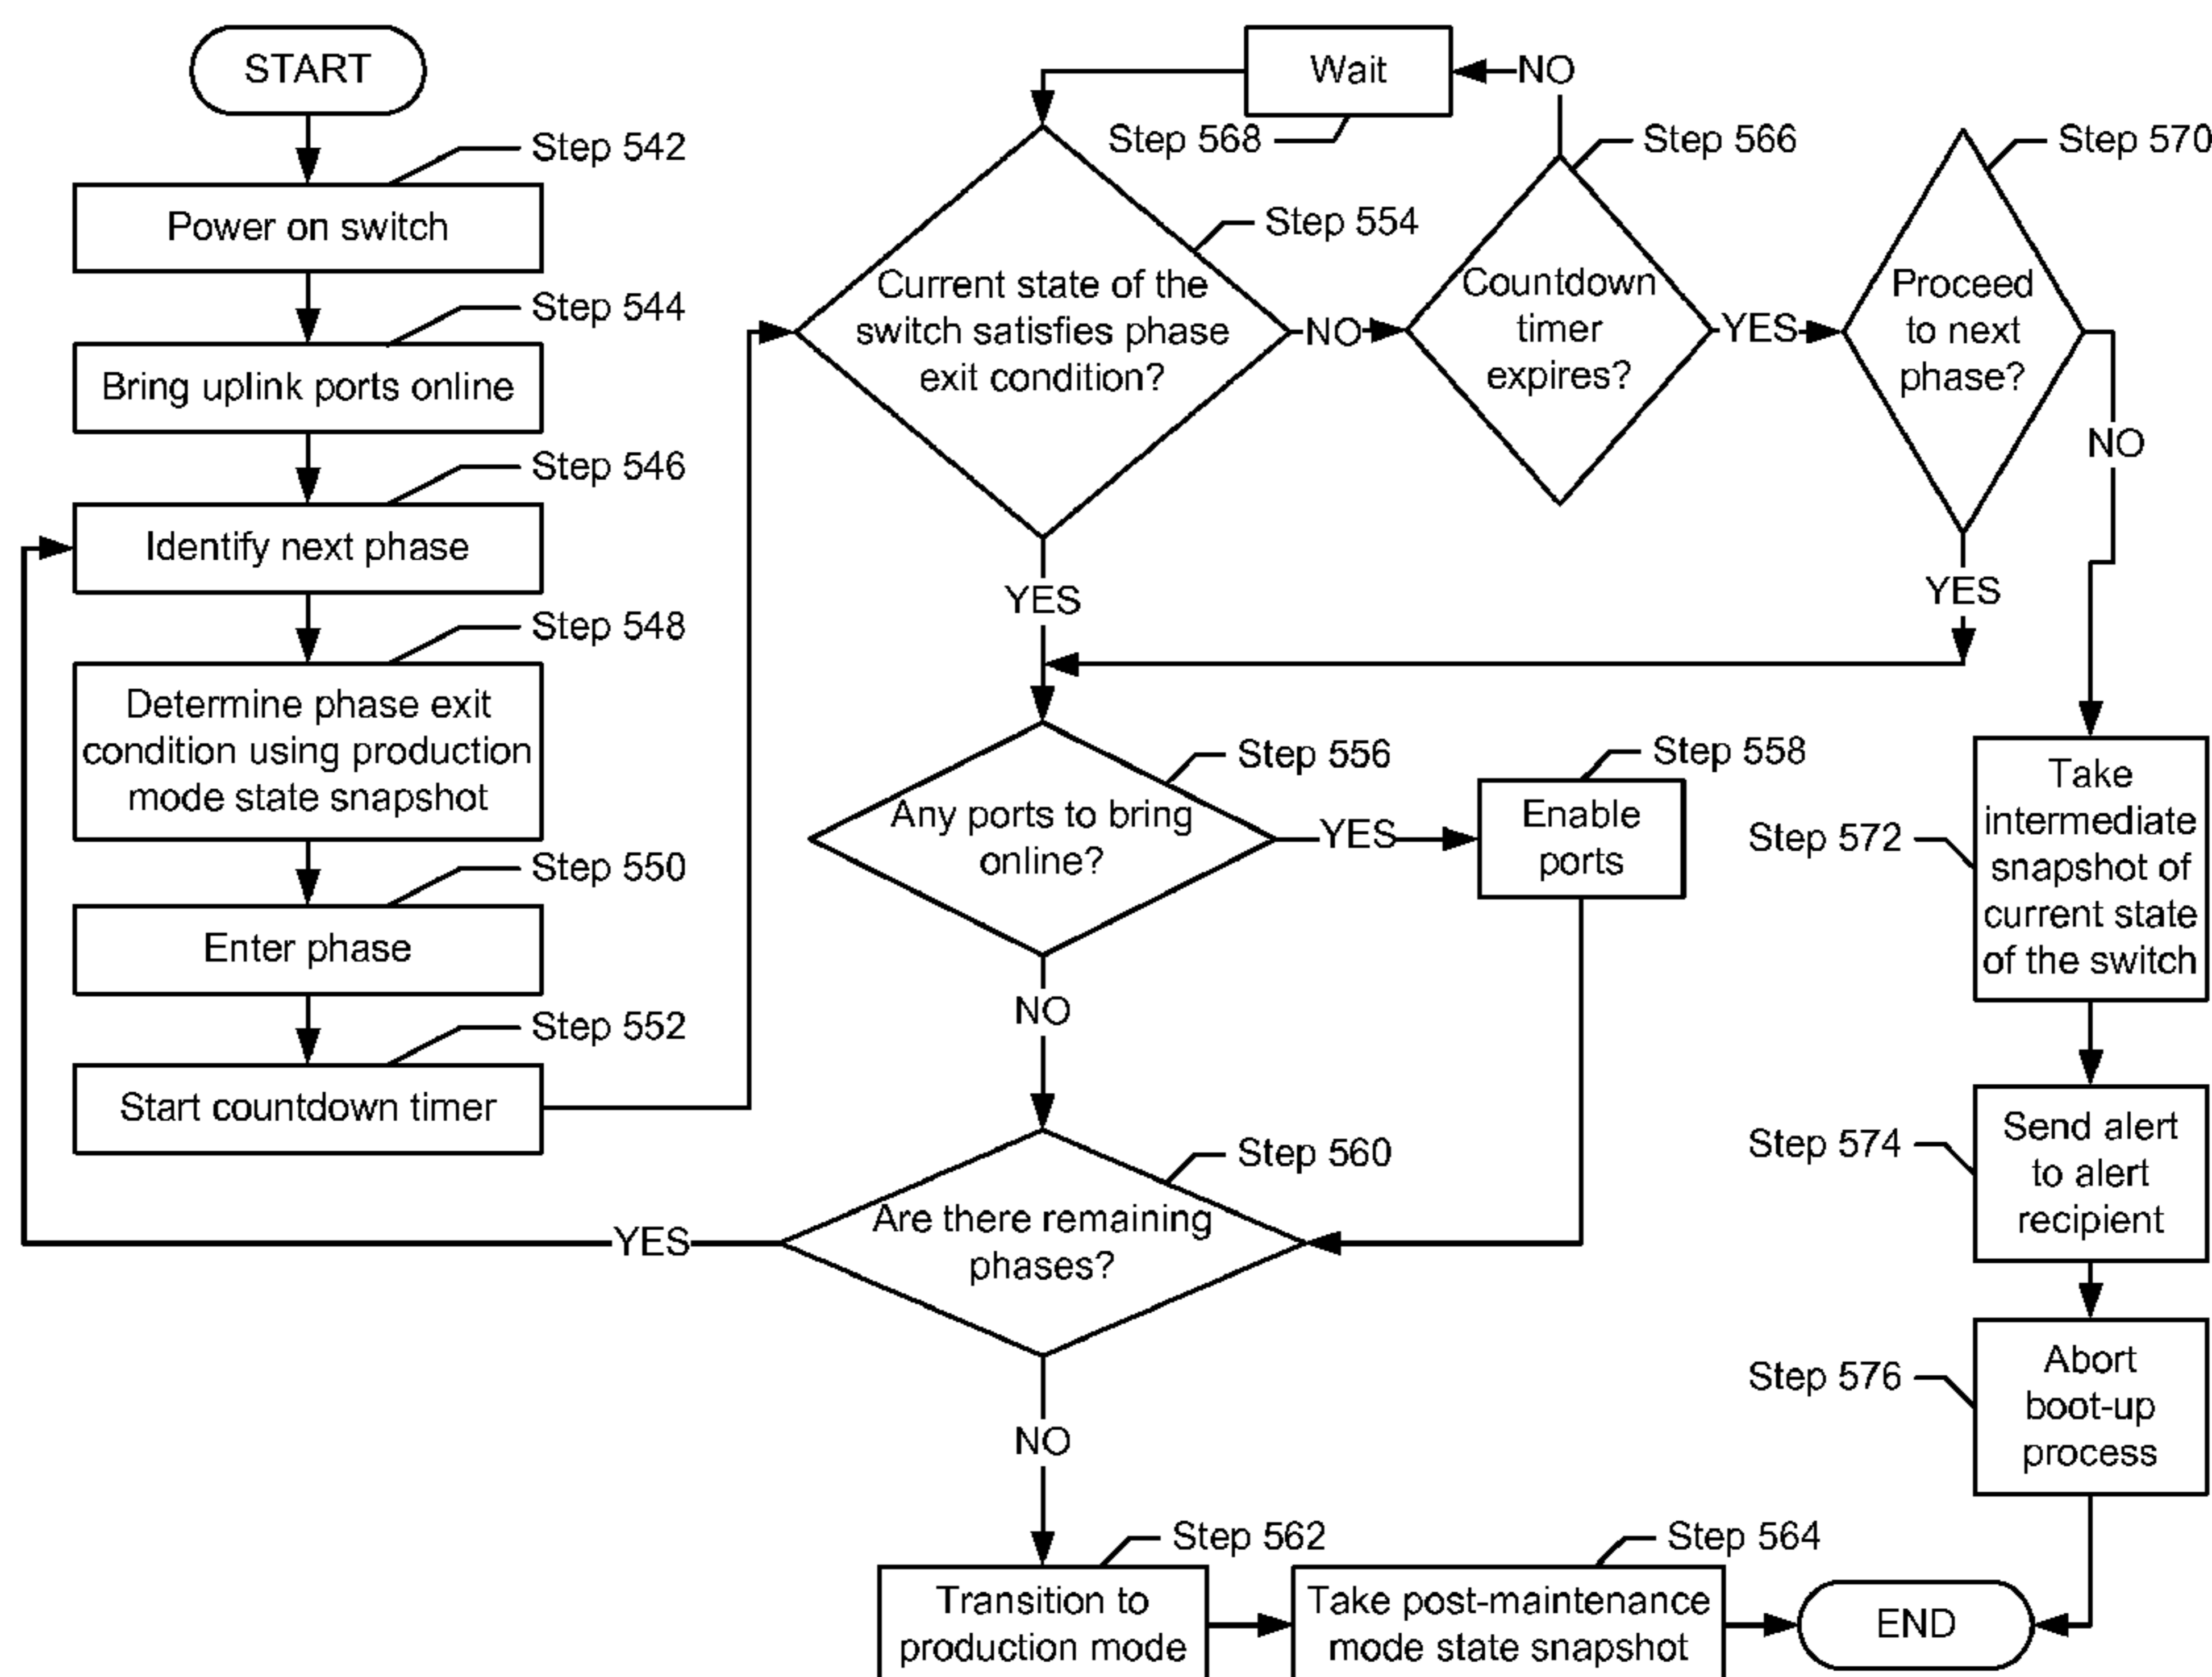 START
Step 542
Power on switch
Step 544
Bring uplink ports online
Step 546
Identify next phase
Step 548
Determine phase exit
condition using production
mode state snapshot
Step 550
Enter phase
Step 552
Start countdown timer
Wait
NO
Step 568
Step 566
Step 570
Step 554
Current state of the
switch satisfies phase
exit condition?
NO
Countdown
timer
expires?
YES
Proceed
to next
phase?
NO
YES
YES
Step 556
Any ports to bring
online?
YES
Step 558
Enable
ports
NO
Step 572
Take
intermediate
snapshot of
current state
of the switch
Step 560
Are there remaining
phases?
YES
NO
Step 574
Send alert
to alert
recipient
Step 576
Abort
boot-up
process
Step 562
Transition to
production mode
Step 564
Take post-maintenance
mode state snapshot
END